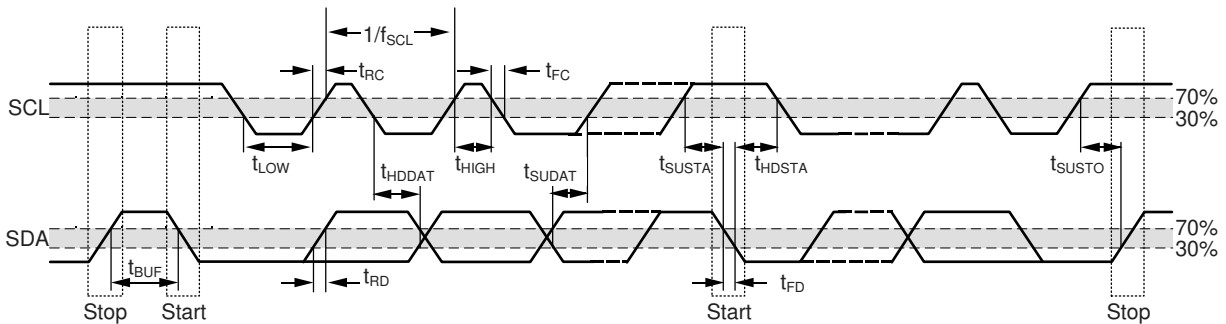 1/fSCL
tRC
tFC
SCL
70%
30%
tLOW
tHDDAT
tHIGH
tSUDAT
tSUSTA
tHDSTA
tSUSTO
SDA
70%
30%
tBUF
tRD
tFD
Stop
Start
Start
Stop